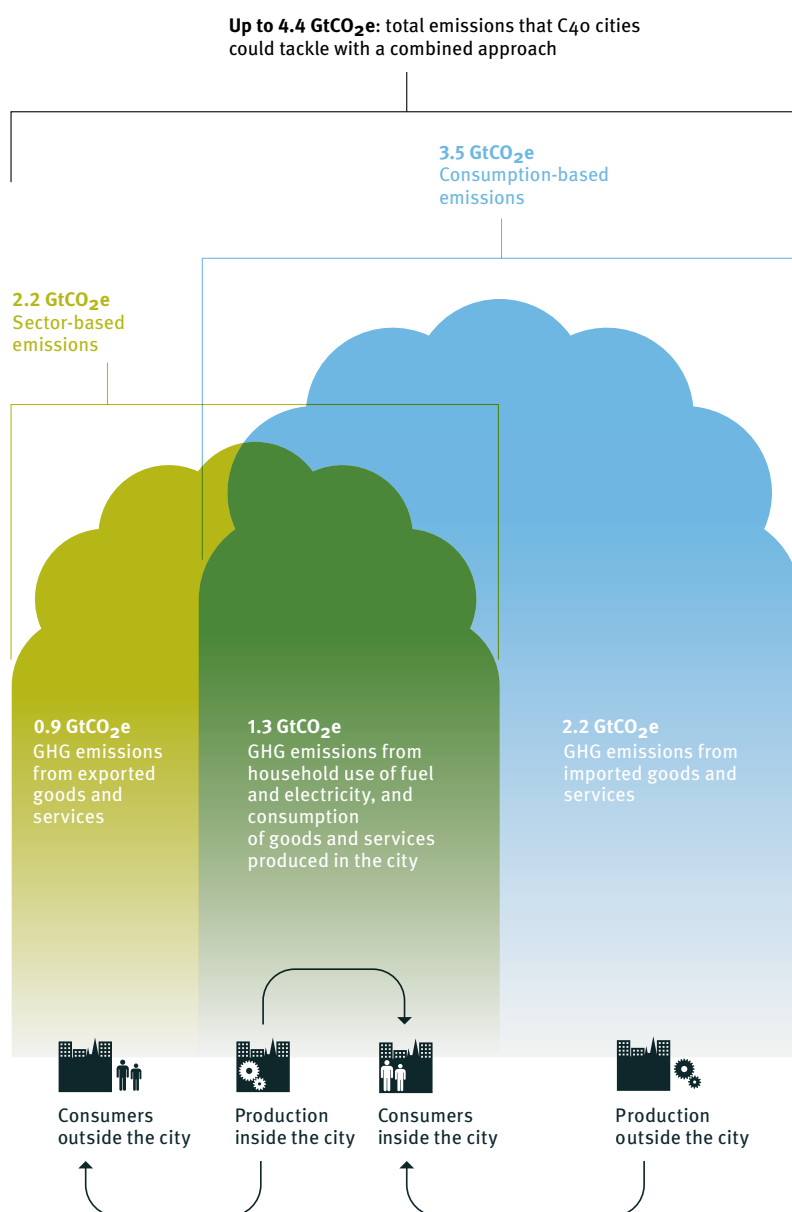 Up to 4.4 GtCO₂e: total emissions that C40 cities
could tackle with a combined approach
3.5 GtCO₂e
Consumption-based
emissions
2.2 GtCO₂e
Sector-based
emissions
0.9 GtCO₂e
GHG emissions
from exported
goods and
services
1.3 GtCO₂e
GHG emissions from
household use of fuel
and electricity, and
consumption
of goods and services
produced in the city
2.2 GtCO₂e
GHG emissions from
imported goods and
services
Consumers
outside the city
Production
inside the city
Consumers
inside the city
Production
outside the city